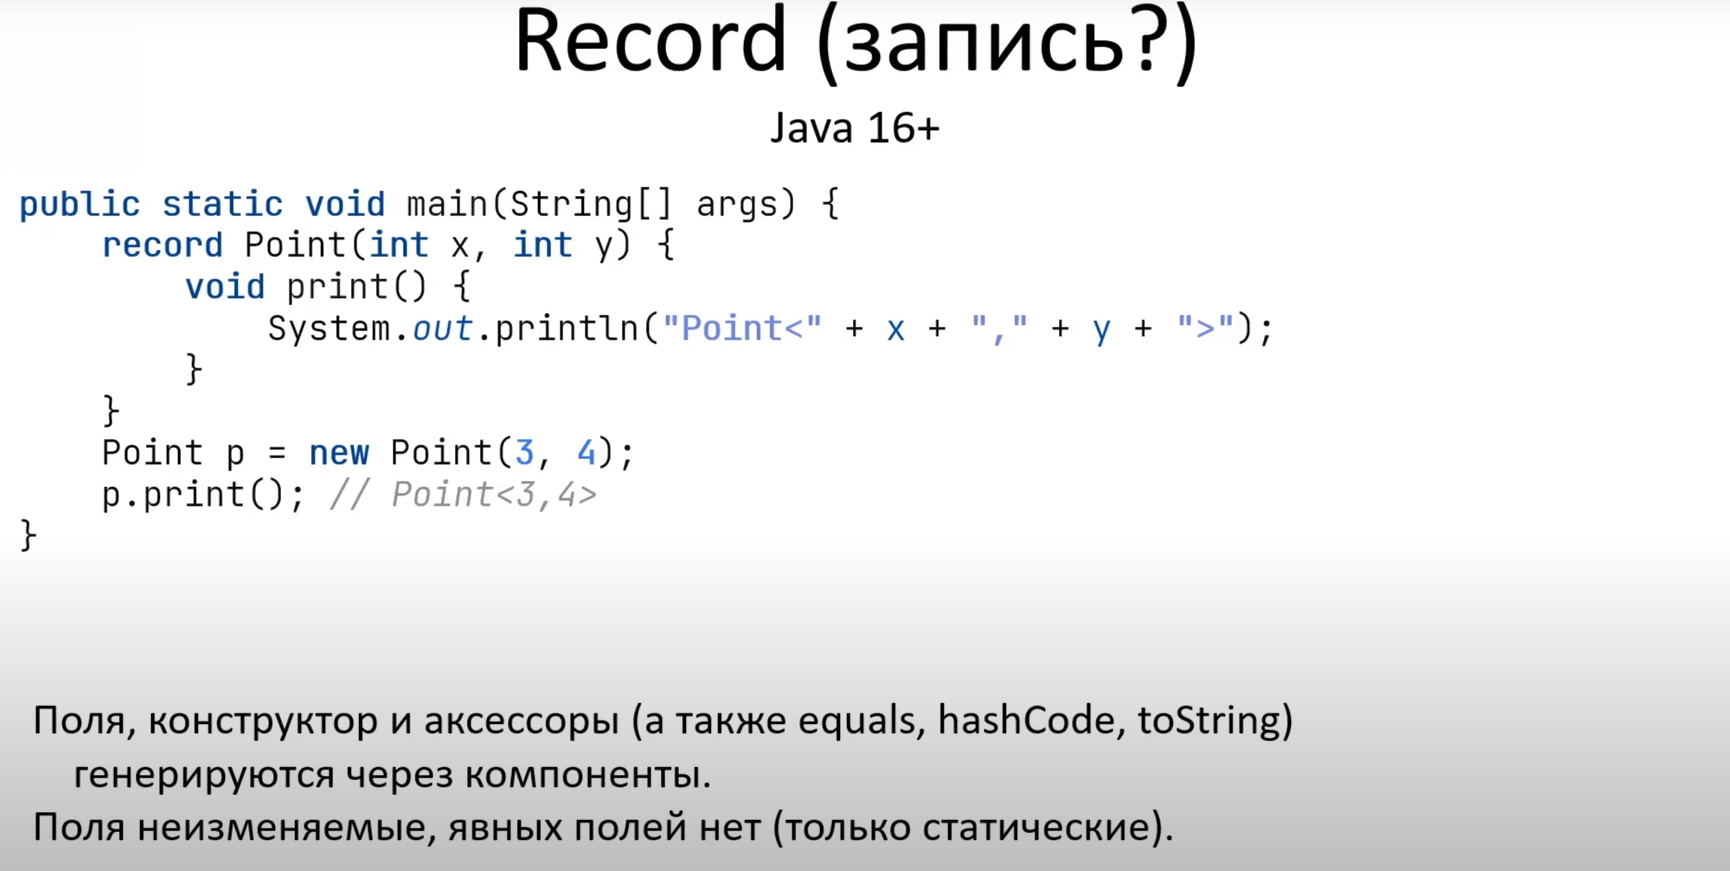 Record (запись?)
Java 16+
public static void main(String[] args) {
    record Point(int x, int y) {
        void print() {
            System.out.println("Point<" + x + "," + y + ">");
        }
    }
    Point p = new Point(3, 4);
    p.print(); // Point<3,4>
}
Поля, конструктор и аксессоры (а также equals, hashCode, toString)
генерируются через компоненты.
Поля неизменяемые, явных полей нет (только статические).